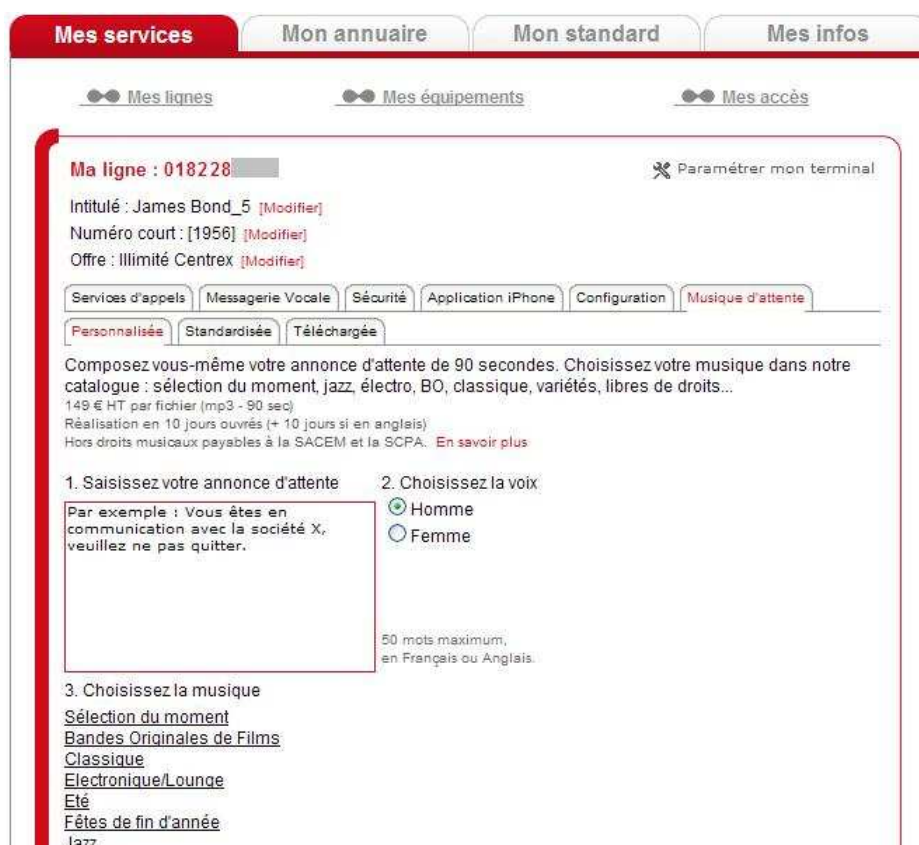 Mes services Mon annuaire Mon standard Mes infos
Mes lignes Mes équipements Mes accès
Ma ligne : 018228 Paramétrer mon terminal
Intitulé : James Bond_5 [Modifier]
Numéro court : [1956] [Modifier]
Offre : Illimité Centrex [Modifier]
Services d'appels Messagerie Vocale Sécurité Application iPhone Configuration Musique d'attente
Personnalisée Standardisée Téléchargée
Composez vous-même votre annonce d'attente de 90 secondes. Choisissez votre musique dans notre
catalogue : sélection du moment, jazz, électro, BO, classique, variétés, libres de droits...
149 € HT par fichier (mp3 - 90 sec)
Réalisation en 10 jours ouvrés (+ 10 jours si en anglais)
Hors droits musicaux payables à la SACEM et la SCPA. En savoir plus
1. Saisissez votre annonce d'attente 2. Choisissez la voix
Par exemple : Vous êtes en
communication avec la société X,
veuillez ne pas quitter.
Homme
Femme
50 mots maximum,
en Français ou Anglais.
3. Choisissez la musique
Sélection du moment
Bandes Originales de Films
Classique
Electronique/Lounge
Eté
Fêtes de fin d'année
Jazz